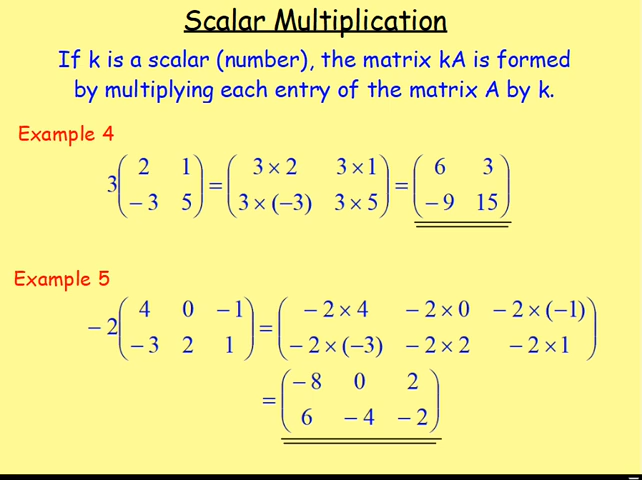 Scalar Multiplication
If k is a scalar (number), the matrix kA is formed
by multiplying each entry of the matrix A by k.
Example 4
3(2 1; −3 5) = (3×2 3×1; 3×(−3) 3×5) = (6 3; −9 15)
Example 5
−2(4 0 −1; −3 2 1) = (−2×4 −2×0 −2×(−1); −2×(−3) −2×2 −2×1)
= (−8 0 2; 6 −4 −2)